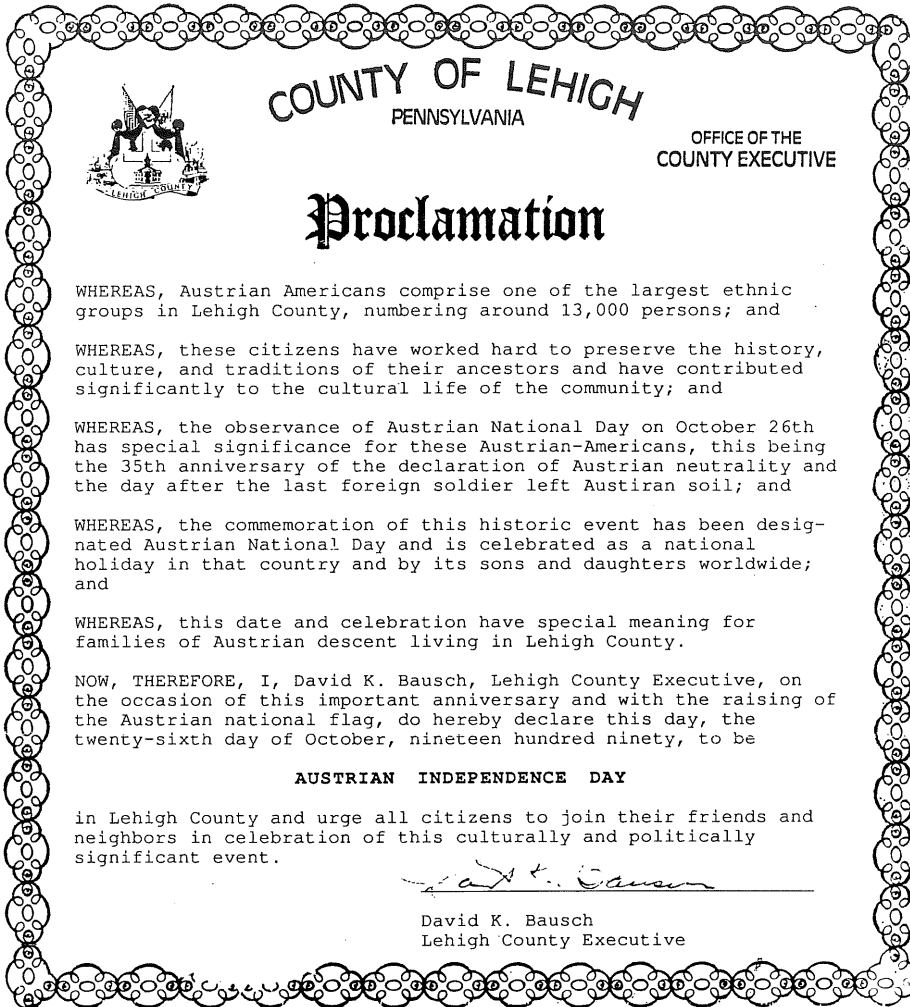 COUNTY OF LEHIGH
PENNSYLVANIA
OFFICE OF THE
COUNTY EXECUTIVE
LEHIGH COUNTY
Proclamation
WHEREAS, Austrian Americans comprise one of the largest ethnic
groups in Lehigh County, numbering around 13,000 persons; and
WHEREAS, these citizens have worked hard to preserve the history,
culture, and traditions of their ancestors and have contributed
significantly to the cultural life of the community; and
WHEREAS, the observance of Austrian National Day on October 26th
has special significance for these Austrian-Americans, this being
the 35th anniversary of the declaration of Austrian neutrality and
the day after the last foreign soldier left Austiran soil; and
WHEREAS, the commemoration of this historic event has been desig-
nated Austrian National Day and is celebrated as a national
holiday in that country and by its sons and daughters worldwide;
and
WHEREAS, this date and celebration have special meaning for
families of Austrian descent living in Lehigh County.
NOW, THEREFORE, I, David K. Bausch, Lehigh County Executive, on
the occasion of this important anniversary and with the raising of
the Austrian national flag, do hereby declare this day, the
twenty-sixth day of October, nineteen hundred ninety, to be
AUSTRIAN INDEPENDENCE DAY
in Lehigh County and urge all citizens to join their friends and
neighbors in celebration of this culturally and politically
significant event.
David K. Bausch
David K. Bausch
Lehigh County Executive